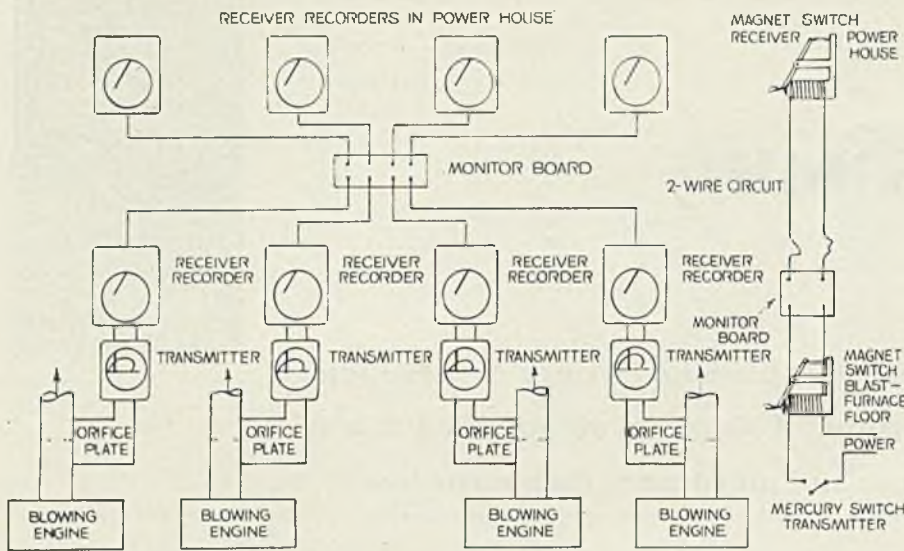 RECEIVER RECORDERS IN POWER HOUSE
MAGNET SWITCH
RECEIVER
POWER
HOUSE
MONITOR BOARD
2-WIRE CIRCUIT
RECEIVER
RECORDER
RECEIVER
RECORDER
RECEIVER
RECORDER
RECEIVER
RECORDER
MONITOR
BOARD
TRANSMITTER
TRANSMITTER
TRANSMITTER
TRANSMITTER
MAGNET
SWITCH
BLAST-
FURNACE
FLOOR
ORIFICE
PLATE
ORIFICE
PLATE
ORIFICE
PLATE
ORIFICE
PLATE
POWER
BLOWING
ENGINE
BLOWING
ENGINE
BLOWING
ENGINE
BLOWING
ENGINE
MERCURY SWITCH
TRANSMITTER